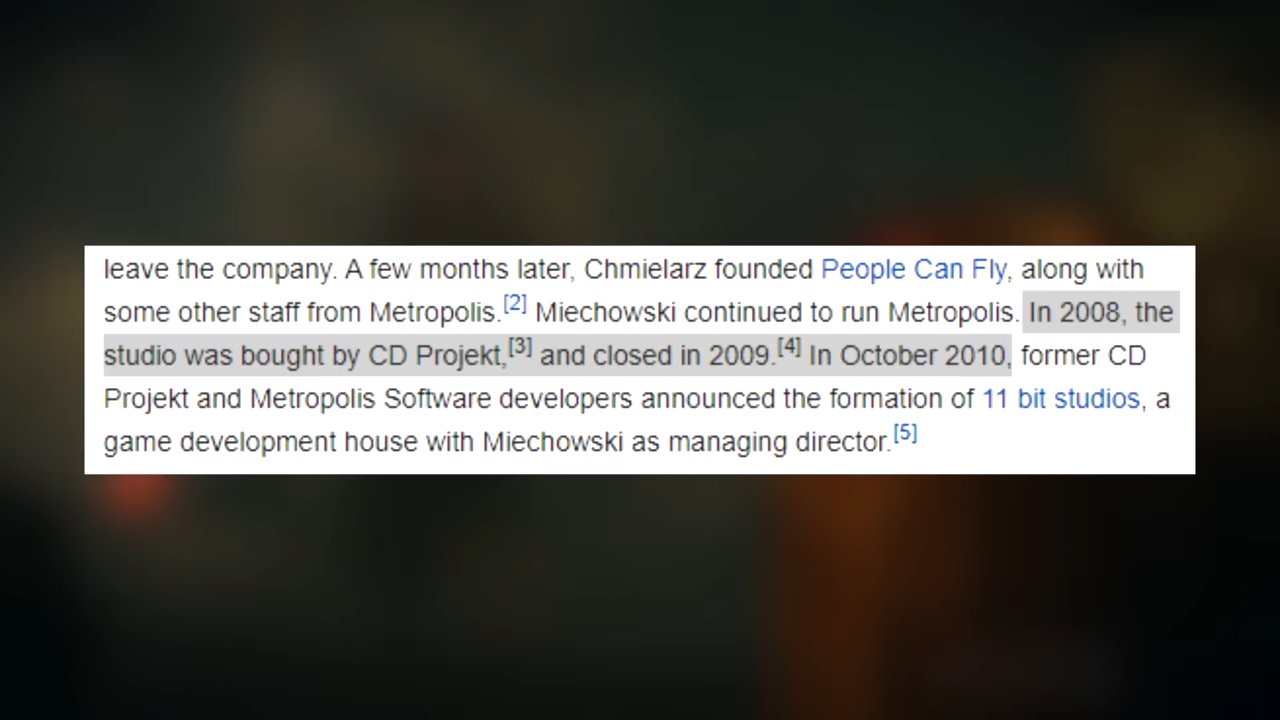 leave the company. A few months later, Chmielarz founded People Can Fly, along with
some other staff from Metropolis.[2] Miechowski continued to run Metropolis. In 2008, the
studio was bought by CD Projekt,[3] and closed in 2009.[4] In October 2010, former CD
Projekt and Metropolis Software developers announced the formation of 11 bit studios, a
game development house with Miechowski as managing director.[5]